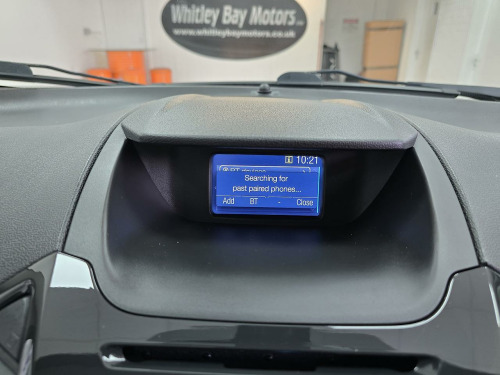 Whitley Bay Motors
www.whitleybaymotors.co.uk
10:21
Searching for
past paired phones...
Add BT - Close